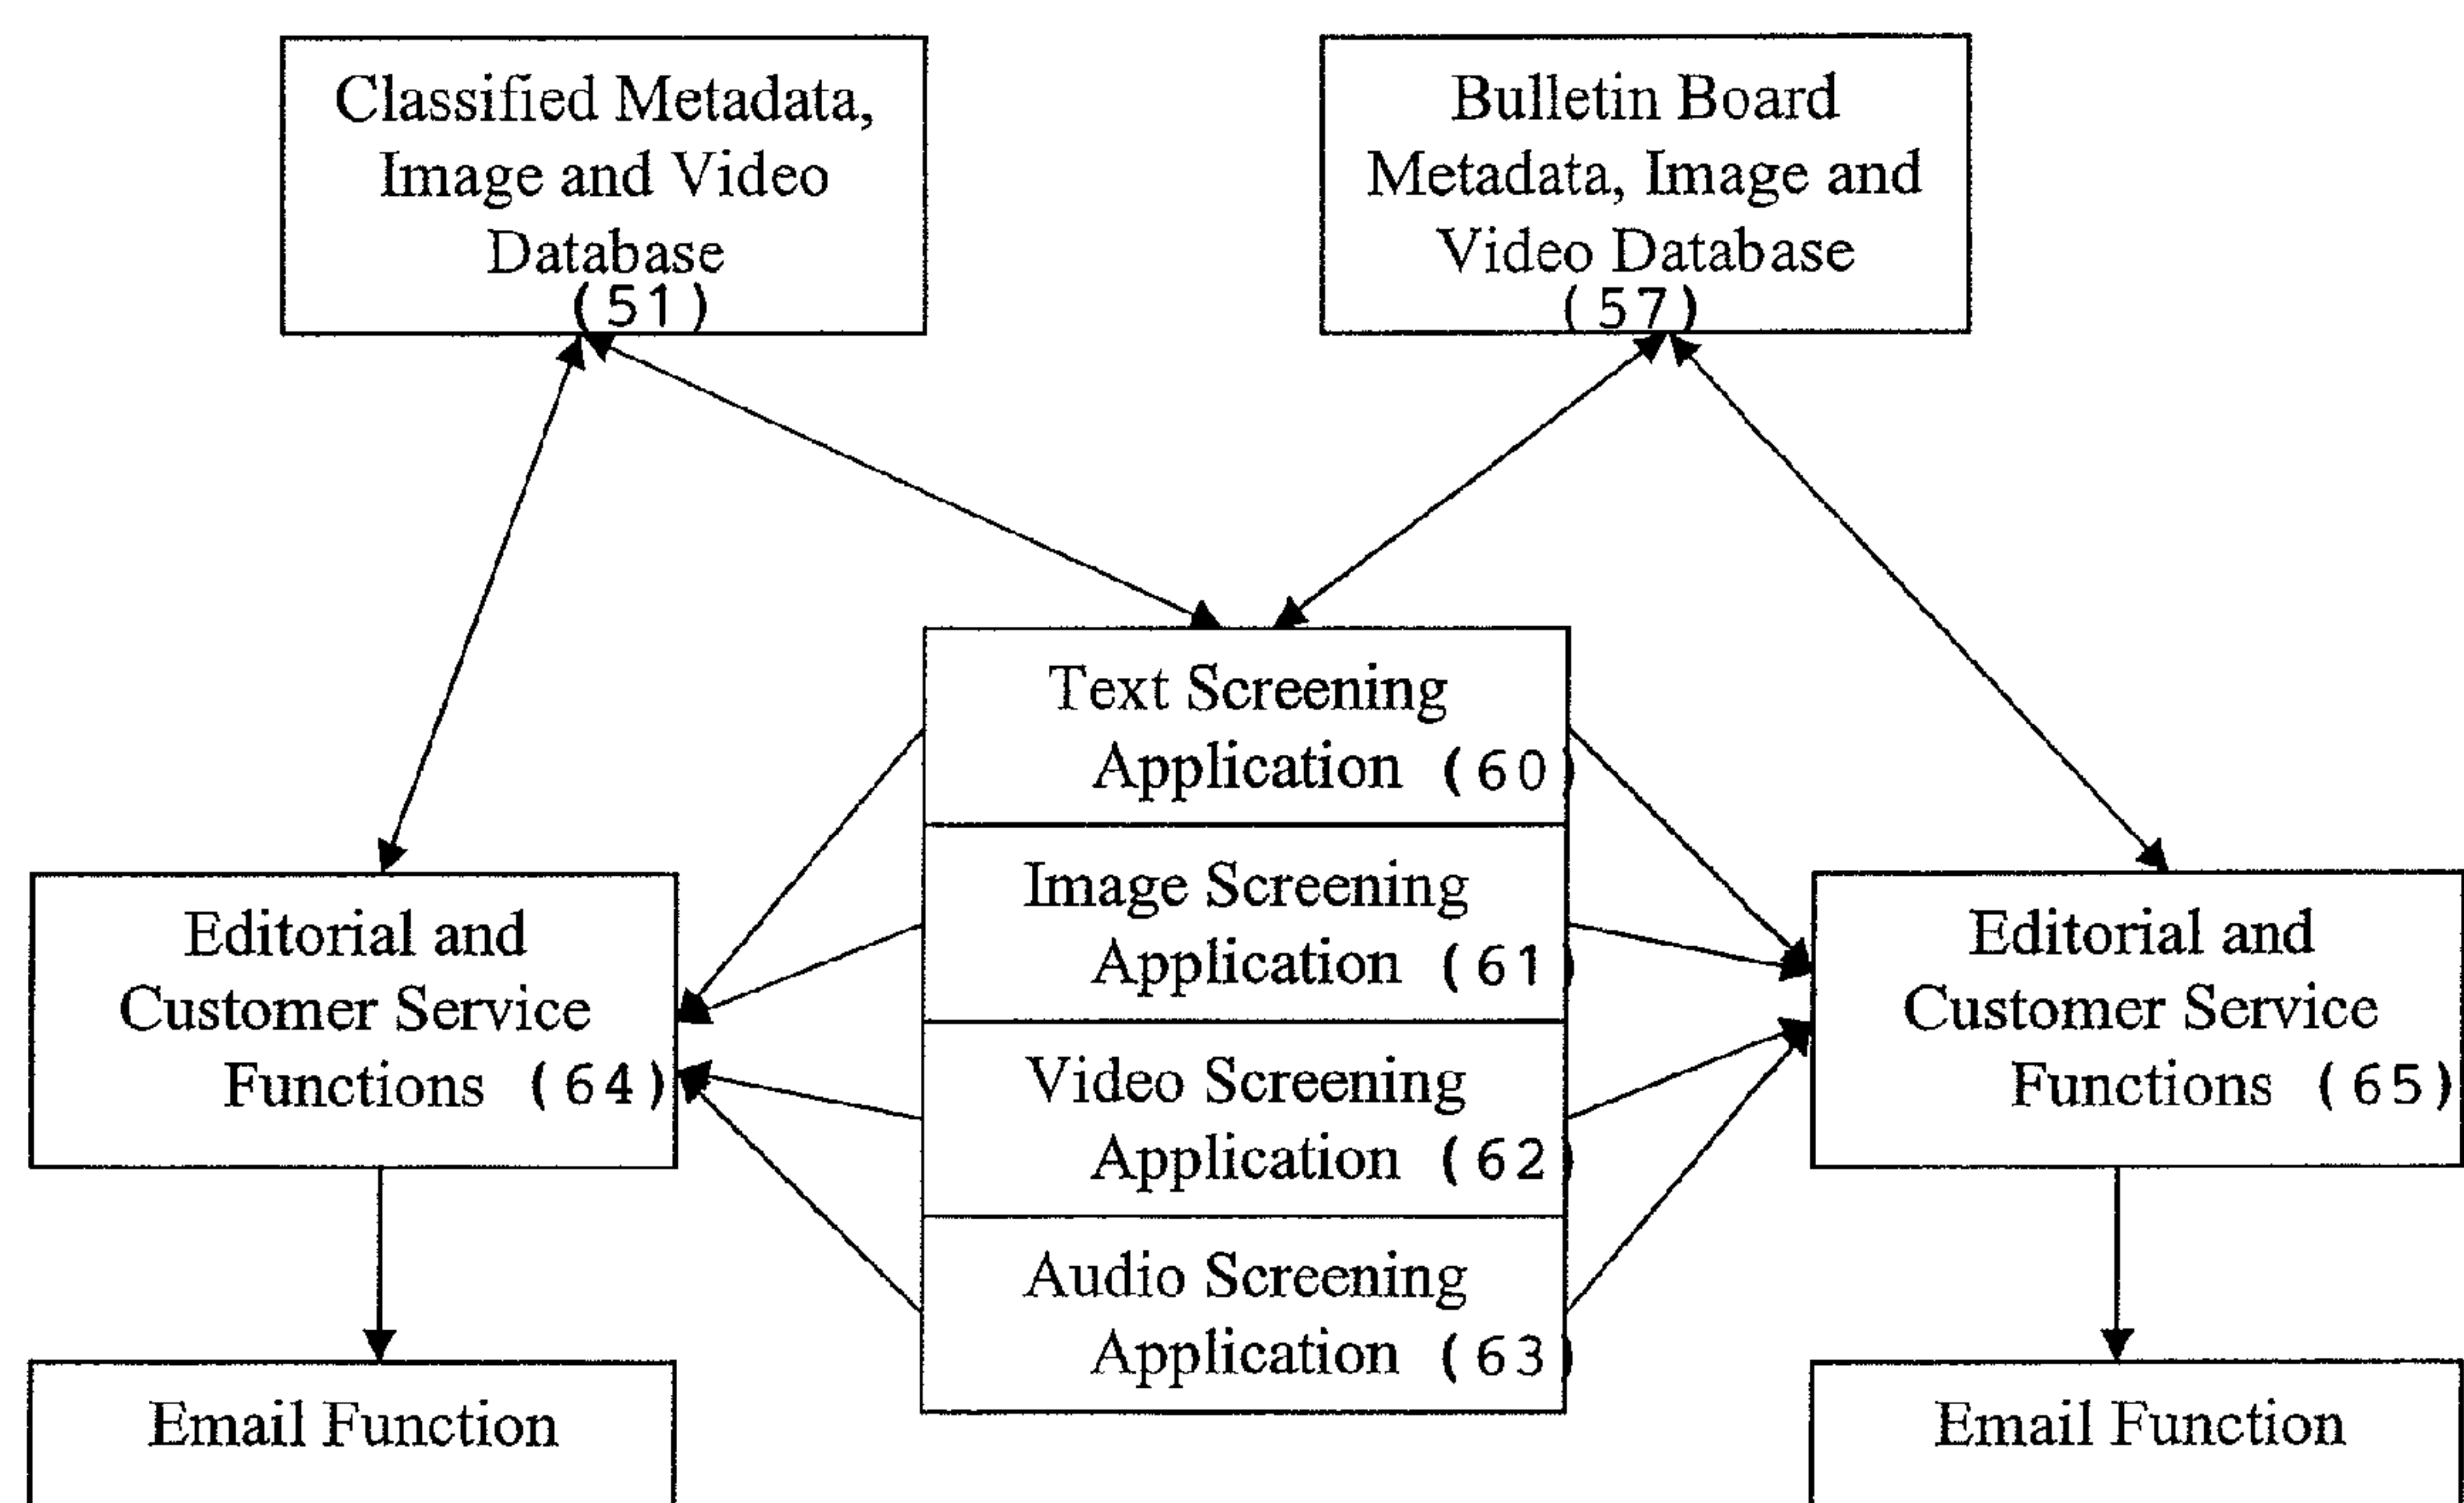 Classified Metadata,
Image and Video
Database
(51)
Bulletin Board
Metadata, Image and
Video Database
(57)
Text Screening
Application (60)
Image Screening
Application (61)
Video Screening
Application (62)
Audio Screening
Application (63)
Editorial and
Customer Service
Functions (64)
Editorial and
Customer Service
Functions (65)
Email Function
Email Function